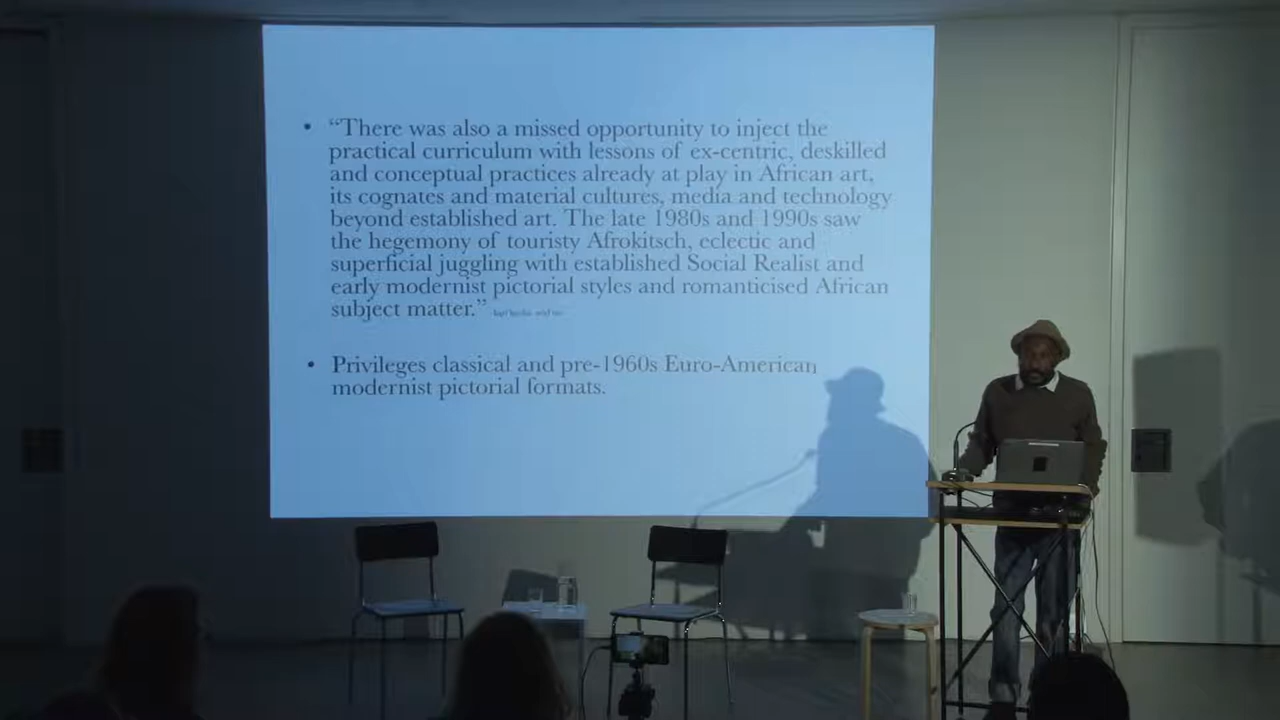 • “There was also a missed opportunity to inject the
practical curriculum with lessons of ex-centric, deskilled
and conceptual practices already at play in African art,
its cognates and material cultures, media and technology
beyond established art. The late 1980s and 1990s saw
the hegemony of touristy Afrokitsch, eclectic and
superficial juggling with established Social Realist and
early modernist pictorial styles and romanticised African
subject matter.”
• Privileges classical and pre-1960s Euro-American
modernist pictorial formats.